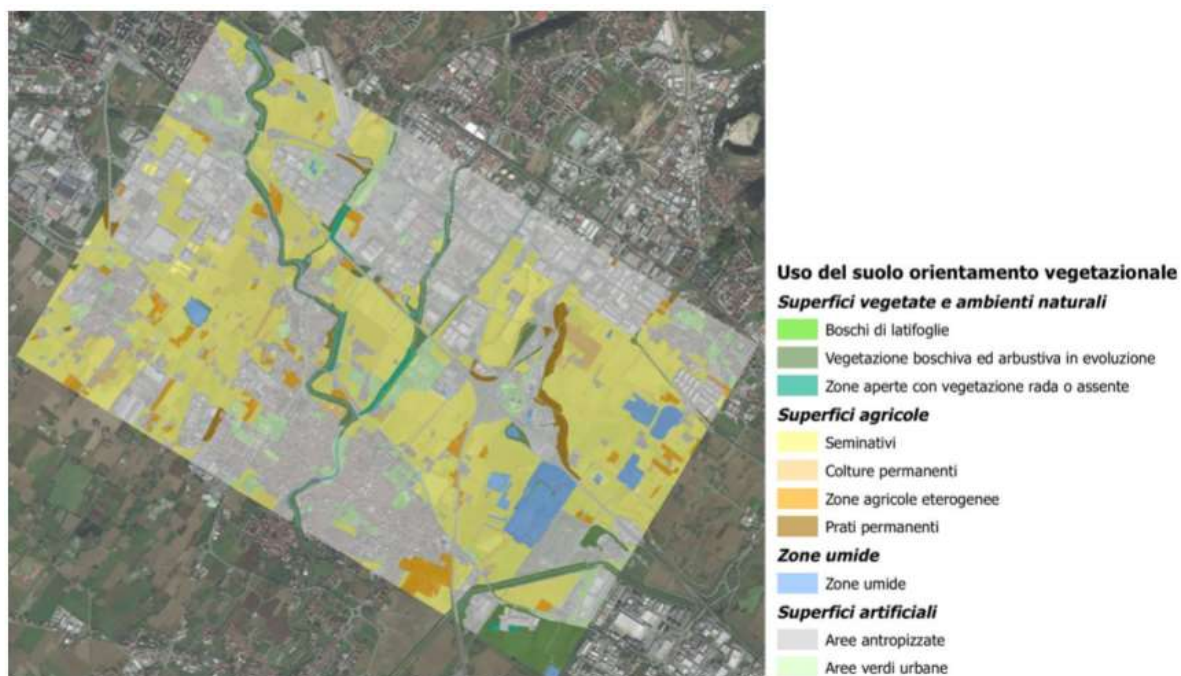 Uso del suolo orientamento vegetazionale
Superfici vegetate e ambienti naturali
Boschi di latifoglie
Vegetazione boschiva ed arbustiva in evoluzione
Zone aperte con vegetazione rada o assente
Superfici agricole
Seminativi
Colture permanenti
Zone agricole eterogenee
Prati permanenti
Zone umide
Zone umide
Superfici artificiali
Aree antropizzate
Aree verdi urbane